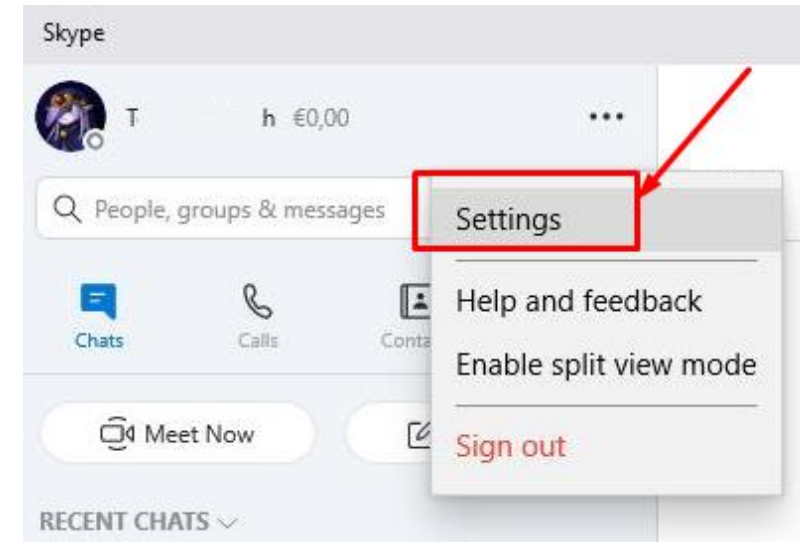 Skype
T h €0,00
People, groups & messages
Settings
Help and feedback
Enable split view mode
Sign out
Chats
Calls
Conta
Meet Now
RECENT CHATS